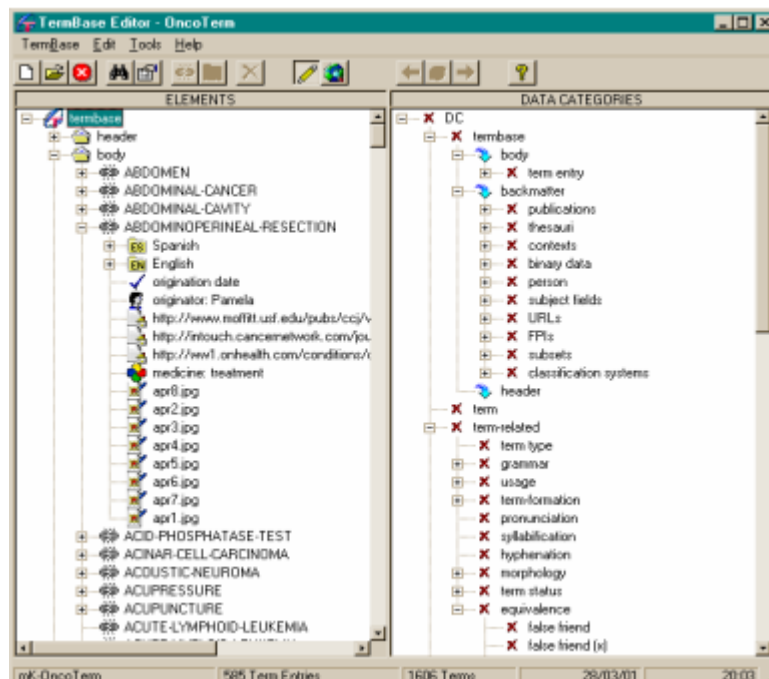 TermBase Editor - OncoTerm
TermBase Edit Tools Help
ELEMENTS
termbase
header
body
ABDOMEN
ABDOMINAL-CANCER
ABDOMINAL-CAVITY
ABDOMINOPERINEAL-RESECTION
ES Spanish
EN English
origination date
originator: Pamela
http://www.moffitt.usf.edu/pubs/ccj/v
http://intouch.cancernetwork.com/jou
http://ww1.onhealth.com/conditions/
medicine: treatment
apr8.jpg
apr2.jpg
apr3.jpg
apr4.jpg
apr5.jpg
apr6.jpg
apr7.jpg
apr1.jpg
ACID-PHOSPHATASE-TEST
ACINAR-CELL-CARCINOMA
ACOUSTIC-NEUROMA
ACUPRESSURE
ACUPUNCTURE
ACUTE-LYMPHOID-LEUKEMIA
DATA CATEGORIES
DC
termbase
body
term entry
backmatter
publications
thesauri
contexts
binary data
person
subject fields
URLs
FPIs
subsets
classification systems
header
term
term-related
term type
grammar
usage
term-formation
pronunciation
syllabification
hyphenation
morphology
term status
equivalence
false friend
false friend (x)
mK-OncoTerm 585 Term Entries 1606 Terms 28/03/01 20:03